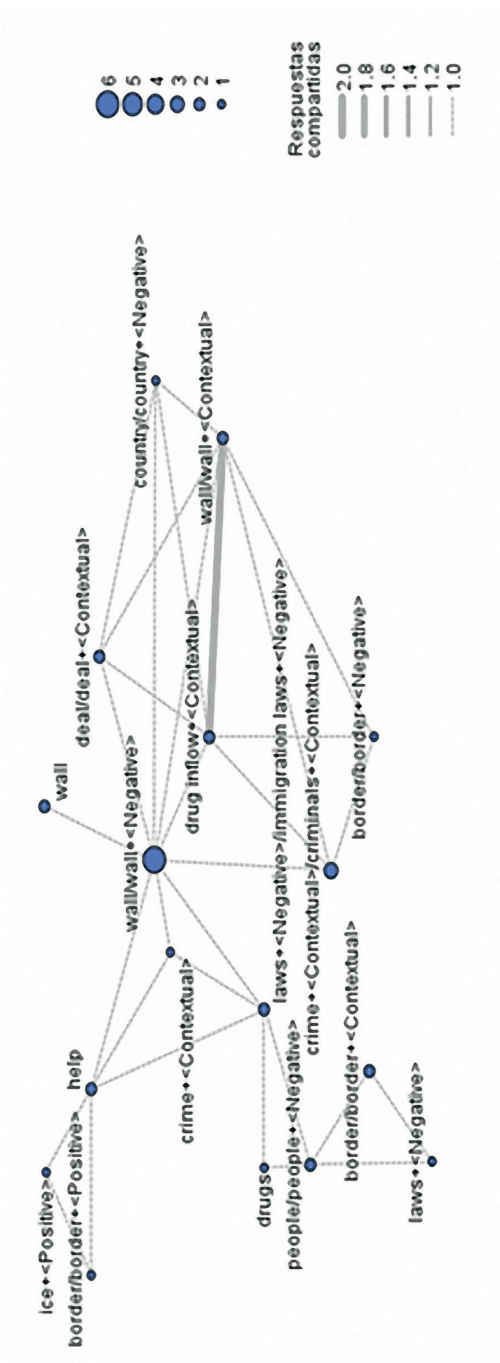 ice+<Positive>
border/border+<Positive>
help
crime+<Contextual>
drugs
people/people+<Negative>
border/border+<Contextual>
laws+<Negative>
wall
wall/wall+<Negative>
deal/deal+<Contextual>
drug inflow+<Contextual>
laws+<Negative>/immigration laws+<Negative>
crime+<Contextual>/criminals+<Contextual>
border/border+<Negative>
country/country+<Negative>
wall/wall+<Contextual>
6
5
4
3
2
1
Respuestas
compartidas
2.0
1.8
1.6
1.4
1.2
1.0